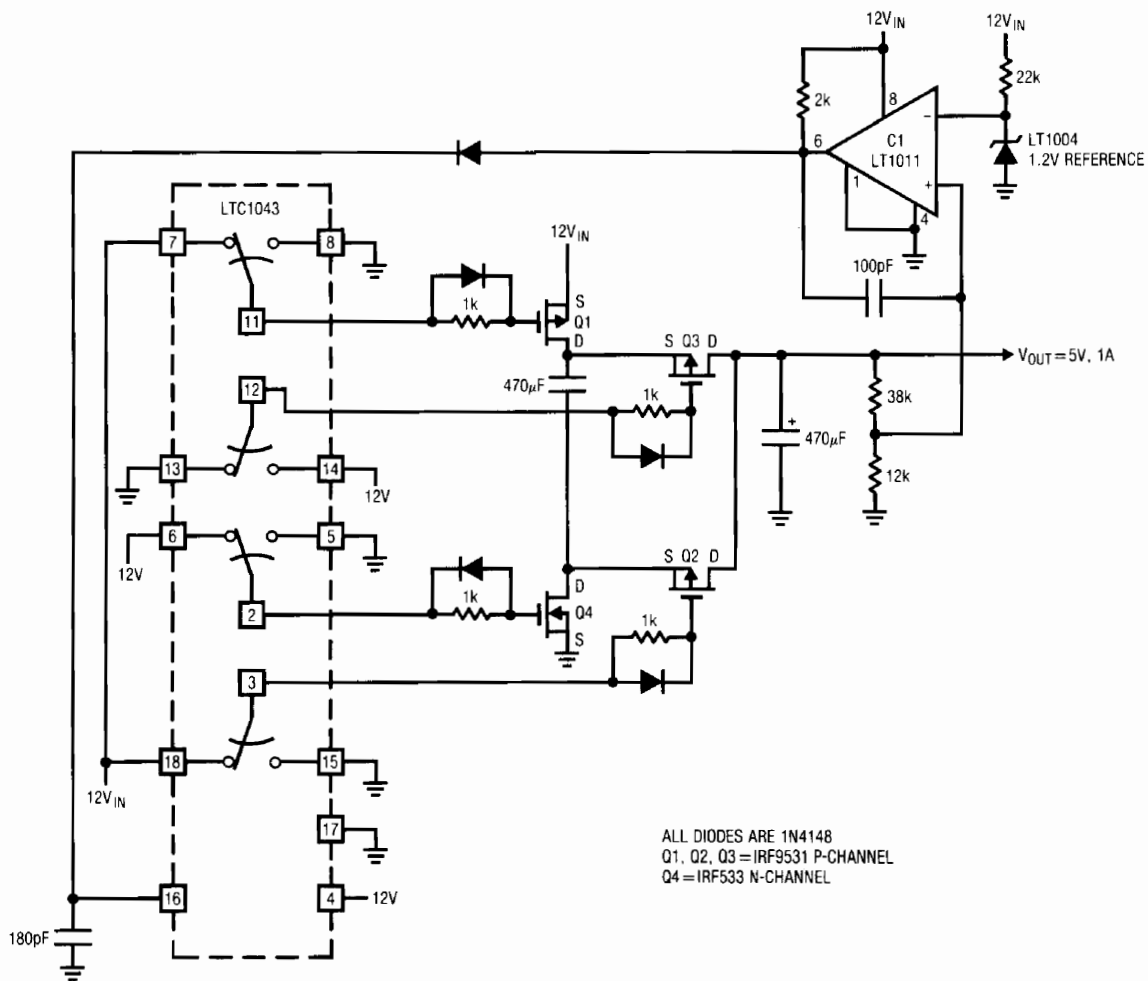 12VIN
12VIN
22k
2k
8
−
6
C1
LT1011
LT1004
1.2V REFERENCE
1
+
4
LTC1043
7
8
12VIN
100pF
1k
S
Q1
D
11
S Q3 D
VOUT = 5V, 1A
470µF
12
1k
38k
+
470µF
13
14
12V
12k
6
5
12V
S Q2 D
1k
D
Q4
S
2
1k
3
18
15
12VIN
17
ALL DIODES ARE 1N4148
Q1, Q2, Q3 = IRF9531 P-CHANNEL
Q4 = IRF533 N-CHANNEL
16
4
12V
180pF